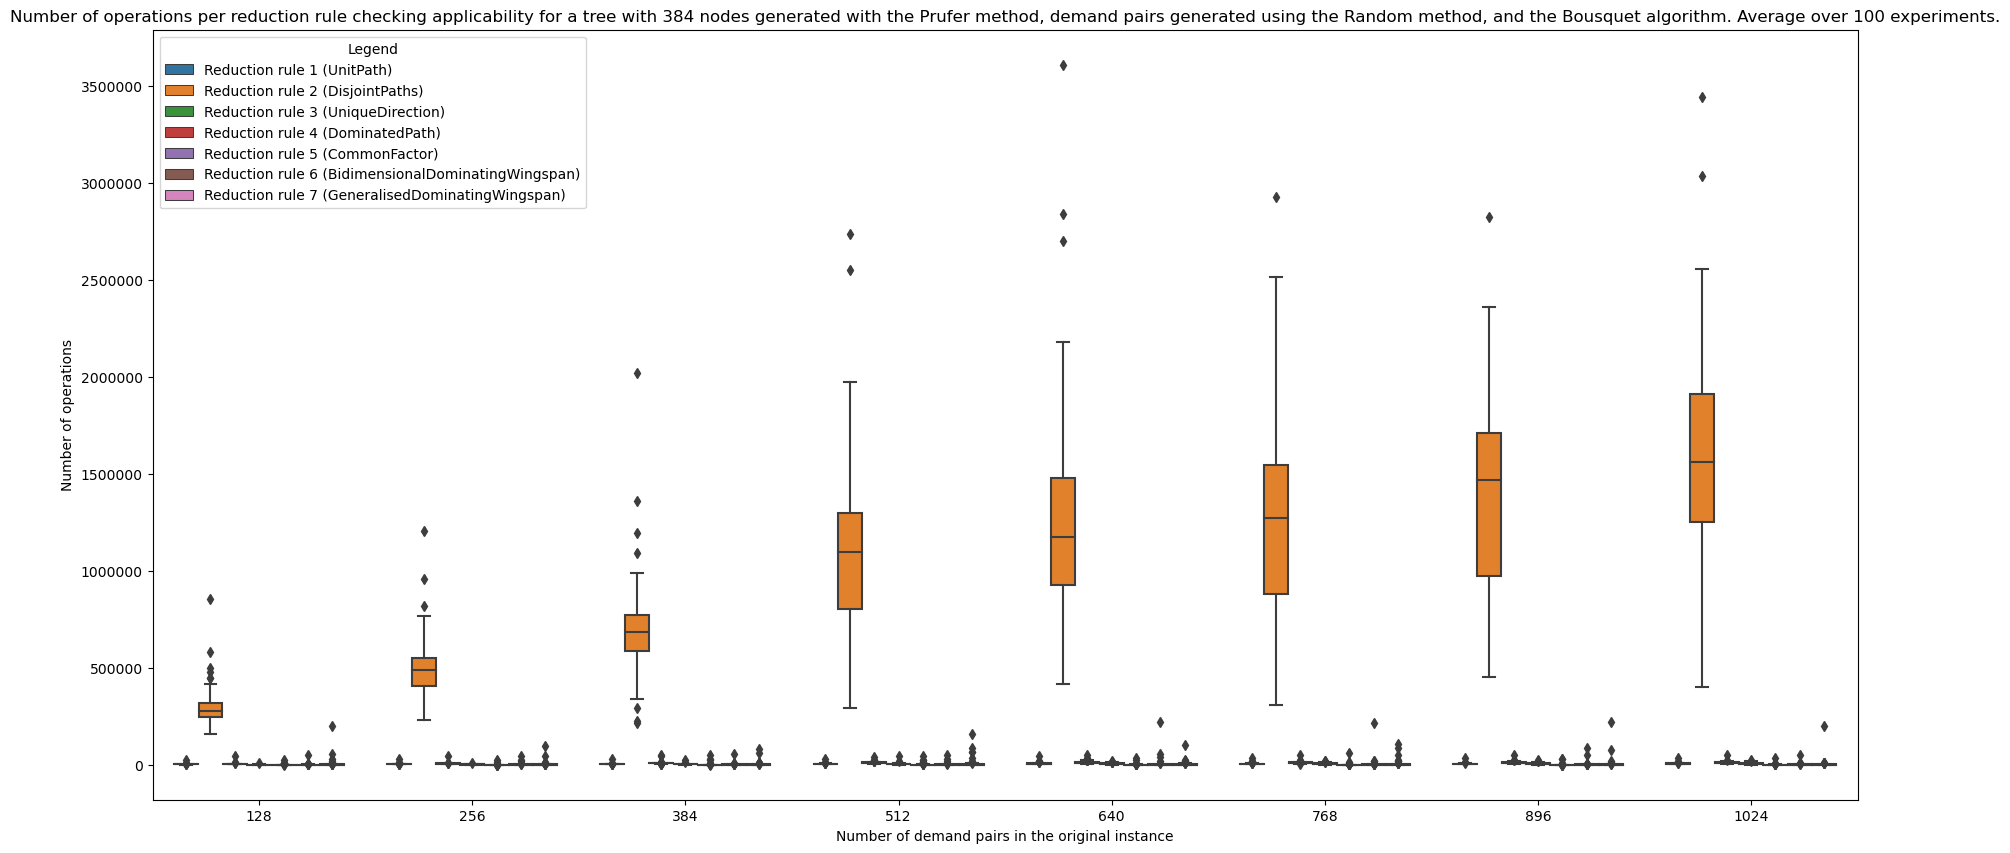 Number of operations per reduction rule checking applicability for a tree with 384 nodes generated with the Prufer method, demand pairs generated using the Random method, and the Bousquet algorithm. Average over 100 experiments.
Legend
Reduction rule 1 (UnitPath)
Reduction rule 2 (DisjointPaths)
Reduction rule 3 (UniqueDirection)
Reduction rule 4 (DominatedPath)
Reduction rule 5 (CommonFactor)
Reduction rule 6 (BidimensionalDominatingWingspan)
Reduction rule 7 (GeneralisedDominatingWingspan)
Number of operations
3500000
3000000
2500000
2000000
1500000
1000000
500000
0
128 256 384 512 640 768 896 1024
Number of demand pairs in the original instance